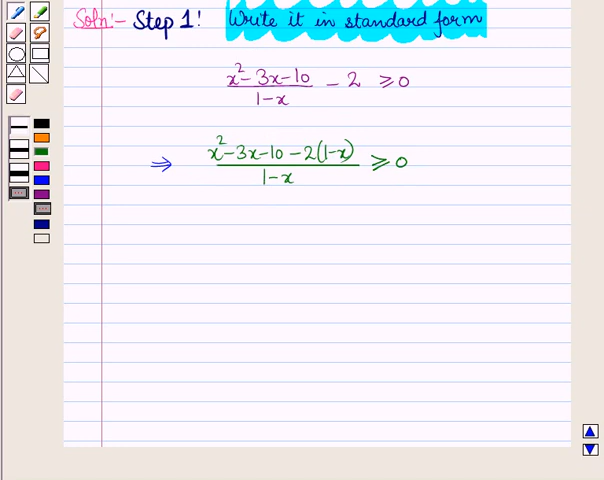 Soln:- Step 1! Write it in standard form
x² - 3x - 10 / 1 - x - 2 ≥ 0
⇒ x² - 3x - 10 - 2(1-x) / 1 - x ≥ 0